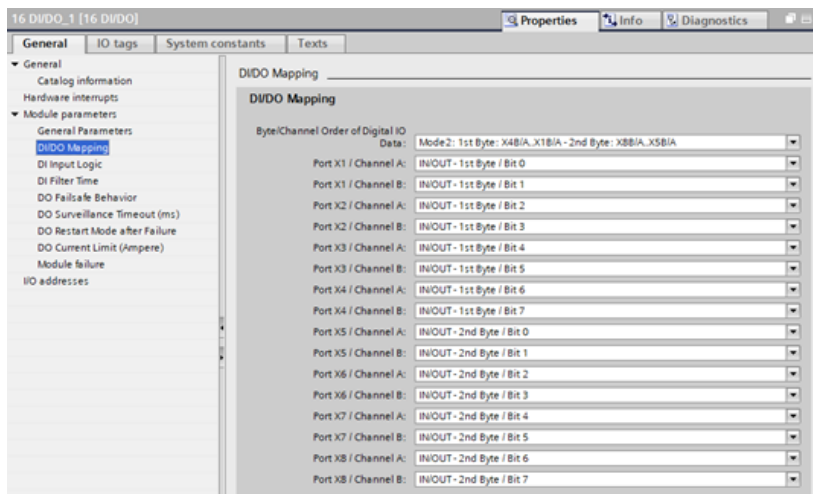 16 DI/DO_1 [16 DI/DO]
Properties
Info
Diagnostics
General
IO tags
System constants
Texts
General
Catalog information
Hardware interrupts
Module parameters
General Parameters
DI/DO Mapping
DI Input Logic
DI Filter Time
DO Failsafe Behavior
DO Surveillance Timeout (ms)
DO Restart Mode after Failure
DO Current Limit (Ampere)
Module failure
I/O addresses
DI/DO Mapping
DI/DO Mapping
Byte/Channel Order of Digital IO
Data: Mode2: 1st Byte: X4B/A..X1B/A - 2nd Byte: X8B/A..X5B/A
Port X1 / Channel A: IN/OUT - 1st Byte / Bit 0
Port X1 / Channel B: IN/OUT - 1st Byte / Bit 1
Port X2 / Channel A: IN/OUT - 1st Byte / Bit 2
Port X2 / Channel B: IN/OUT - 1st Byte / Bit 3
Port X3 / Channel A: IN/OUT - 1st Byte / Bit 4
Port X3 / Channel B: IN/OUT - 1st Byte / Bit 5
Port X4 / Channel A: IN/OUT - 1st Byte / Bit 6
Port X4 / Channel B: IN/OUT - 1st Byte / Bit 7
Port X5 / Channel A: IN/OUT - 2nd Byte / Bit 0
Port X5 / Channel B: IN/OUT - 2nd Byte / Bit 1
Port X6 / Channel A: IN/OUT - 2nd Byte / Bit 2
Port X6 / Channel B: IN/OUT - 2nd Byte / Bit 3
Port X7 / Channel A: IN/OUT - 2nd Byte / Bit 4
Port X7 / Channel B: IN/OUT - 2nd Byte / Bit 5
Port X8 / Channel A: IN/OUT - 2nd Byte / Bit 6
Port X8 / Channel B: IN/OUT - 2nd Byte / Bit 7